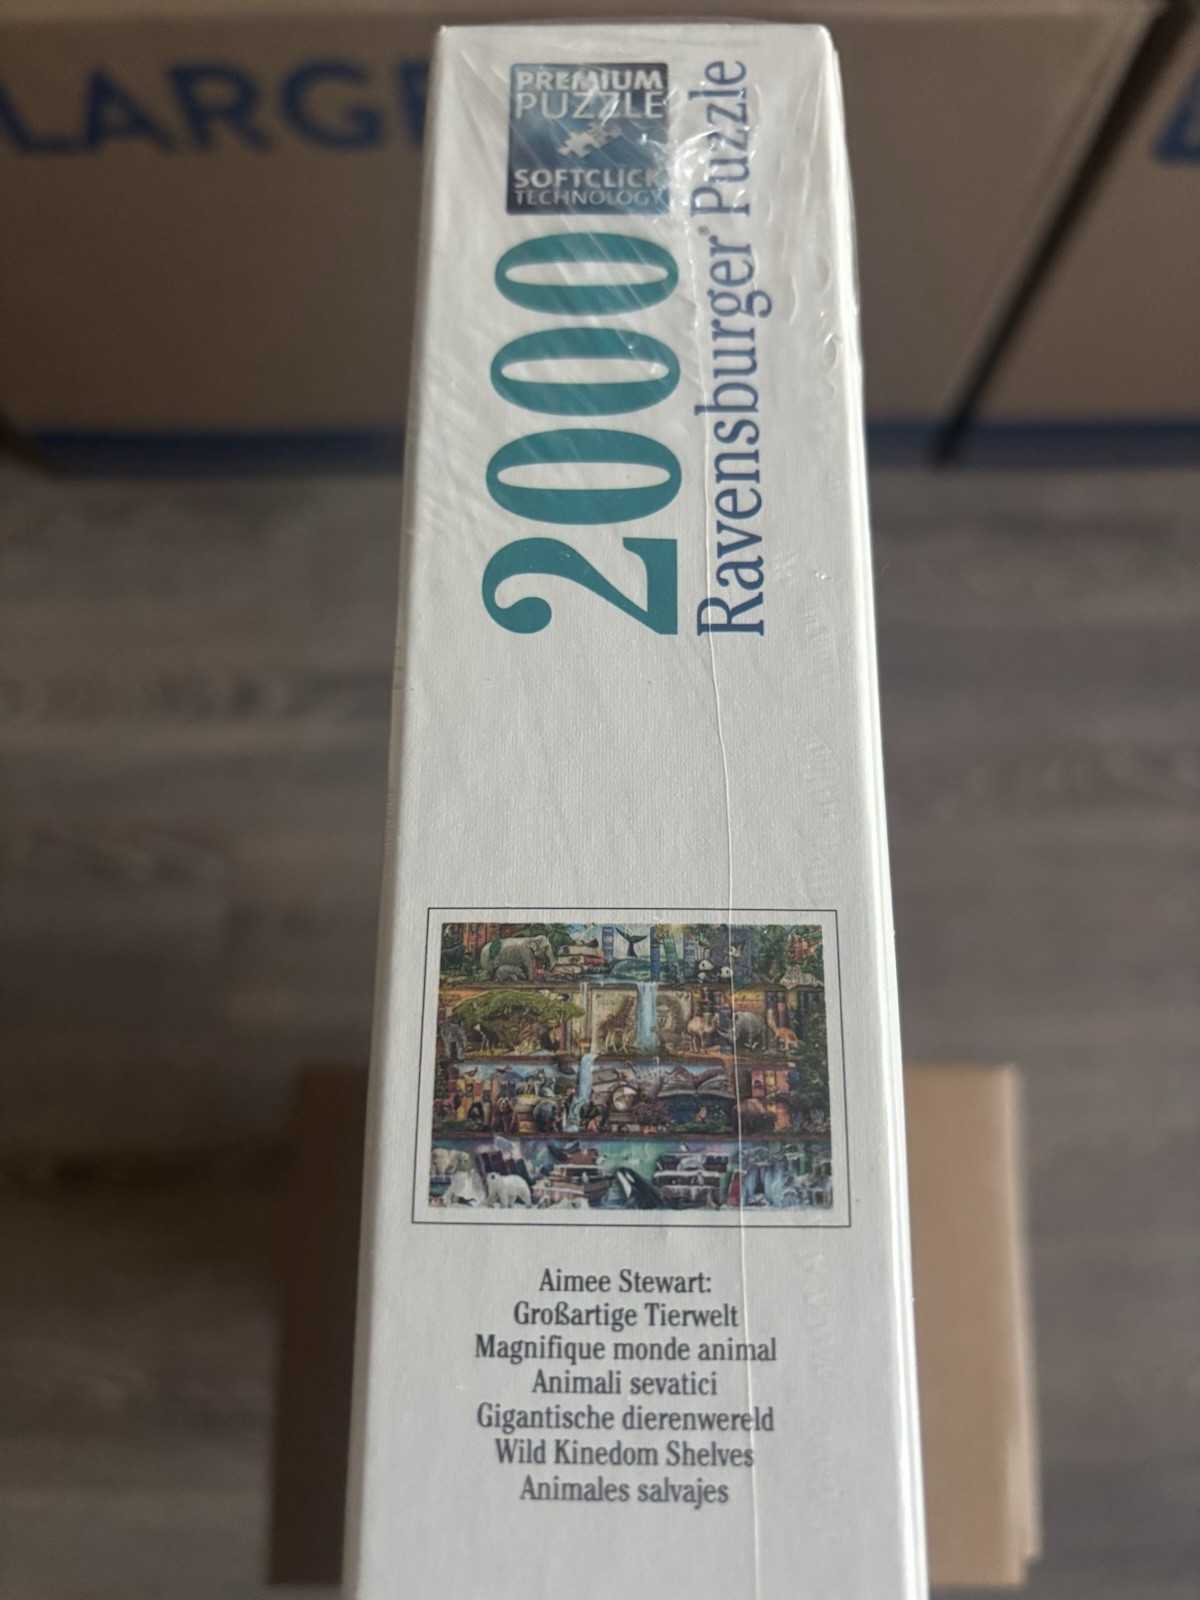 LARGE
PREMIUM
PUZZLE
SOFTCLICK
TECHNOLOGY
2000
Ravensburger® Puzzle
Aimee Stewart:
Großartige Tierwelt
Magnifique monde animal
Animali sevatici
Gigantische dierenwereld
Wild Kinedom Shelves
Animales salvajes